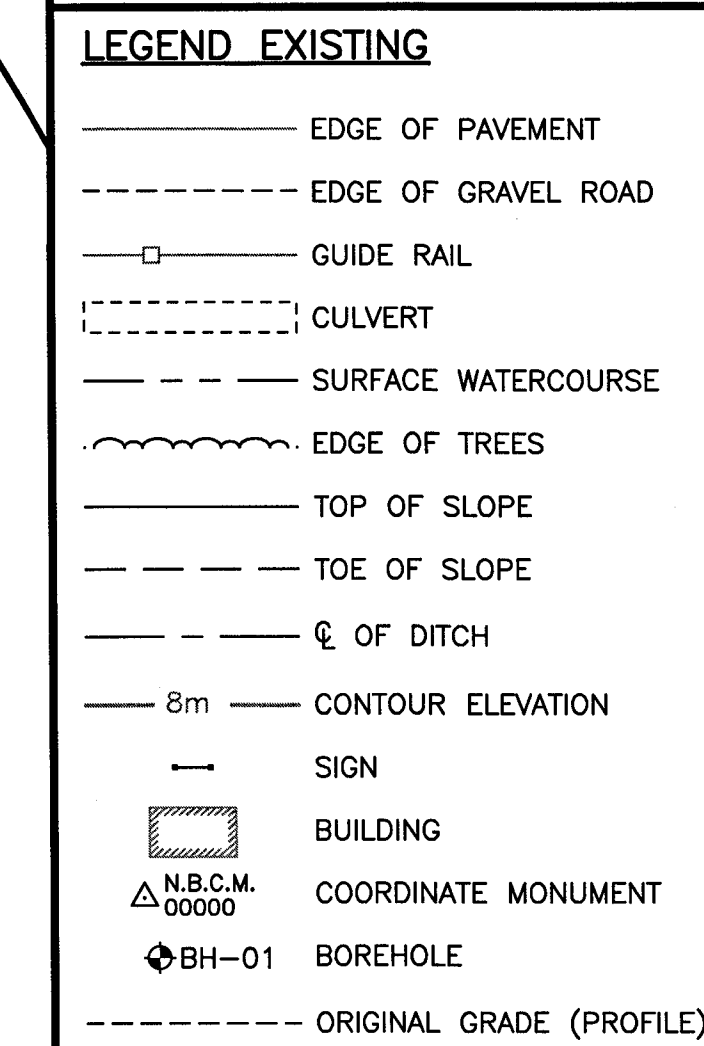 LEGEND EXISTING
EDGE OF PAVEMENT
EDGE OF GRAVEL ROAD
GUIDE RAIL
CULVERT
SURFACE WATERCOURSE
EDGE OF TREES
TOP OF SLOPE
TOE OF SLOPE
℄ OF DITCH
8m CONTOUR ELEVATION
SIGN
BUILDING
N.B.C.M.
00000 COORDINATE MONUMENT
BH-01 BOREHOLE
ORIGINAL GRADE (PROFILE)